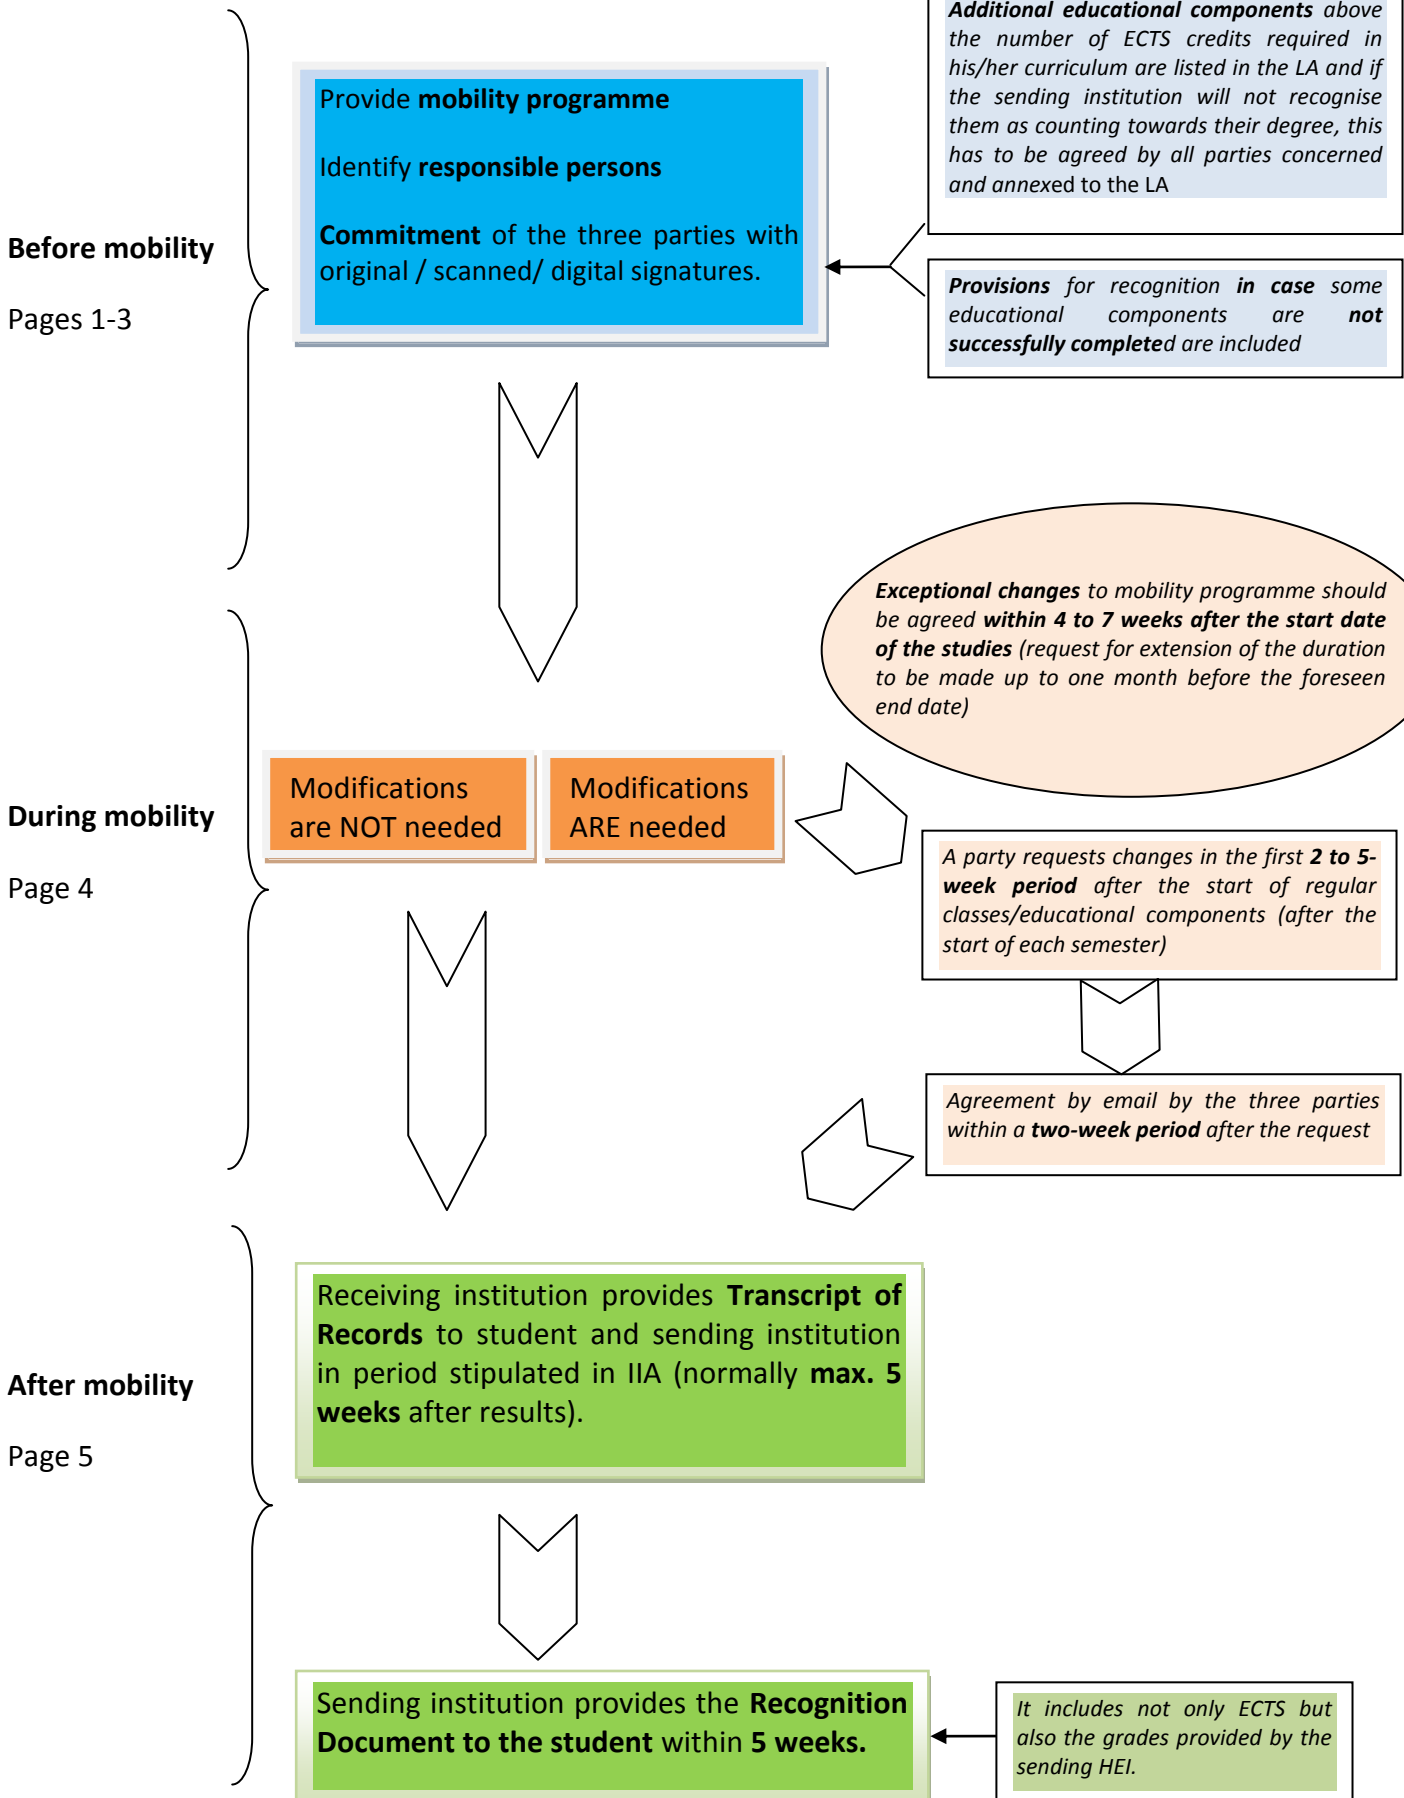 Additional educational components above
the number of ECTS credits required in
his/her curriculum are listed in the LA and if
the sending institution will not recognise
them as counting towards their degree, this
has to be agreed by all parties concerned
and annexed to the LA
Provide mobility programme
Identify responsible persons
Commitment of the three parties with
original / scanned/ digital signatures.
Before mobility
Pages 1-3
Provisions for recognition in case some
educational components are not
successfully completed are included
Exceptional changes to mobility programme should
be agreed within 4 to 7 weeks after the start date
of the studies (request for extension of the duration
to be made up to one month before the foreseen
end date)
During mobility
Page 4
Modifications
are NOT needed
Modifications
ARE needed
A party requests changes in the first 2 to 5-
week period after the start of regular
classes/educational components (after the
start of each semester)
Agreement by email by the three parties
within a two-week period after the request
After mobility
Page 5
Receiving institution provides Transcript of
Records to student and sending institution
in period stipulated in IIA (normally max. 5
weeks after results).
Sending institution provides the Recognition
Document to the student within 5 weeks.
It includes not only ECTS but
also the grades provided by the
sending HEI.